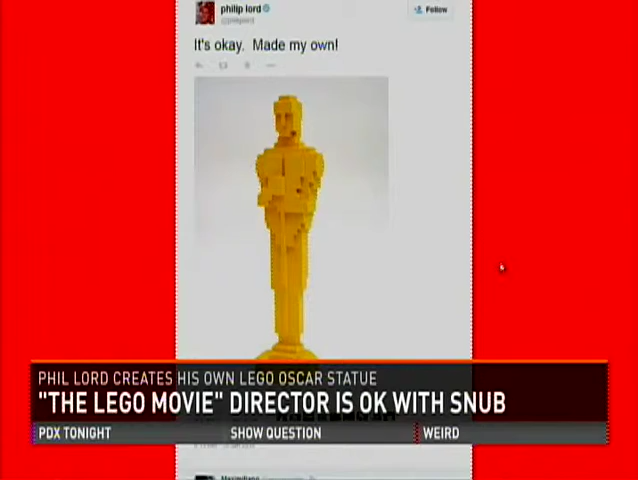 philip lord
Follow
It's okay. Made my own!
PHIL LORD CREATES HIS OWN LEGO OSCAR STATUE
"THE LEGO MOVIE" DIRECTOR IS OK WITH SNUB
PDX TONIGHT SHOW QUESTION WEIRD